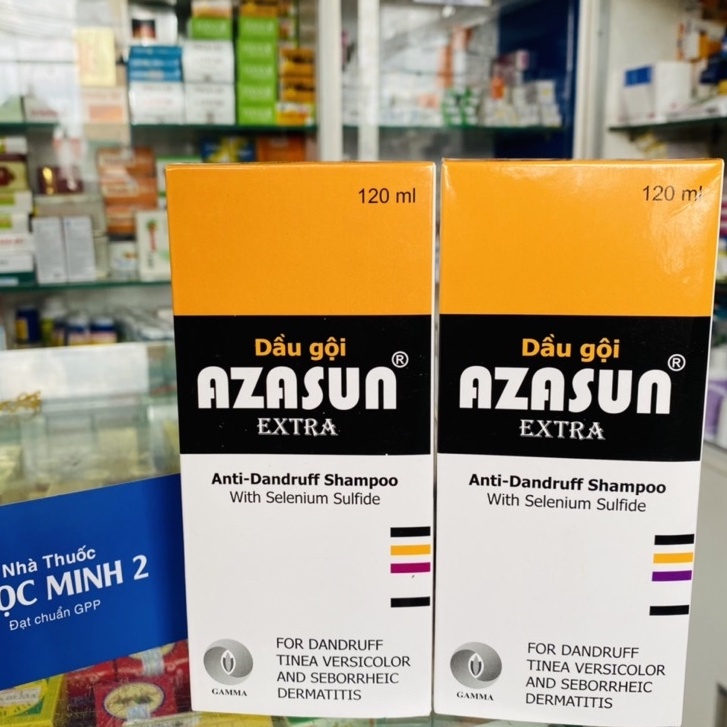 120 ml
Dầu gội
AZASUN®
EXTRA
Anti-Dandruff Shampoo
With Selenium Sulfide
GAMMA
FOR DANDRUFF
TINEA VERSICOLOR
AND SEBORRHEIC
DERMATITIS
120 ml
Dầu gội
AZASUN®
EXTRA
Anti-Dandruff Shampoo
With Selenium Sulfide
GAMMA
FOR DANDRUFF
TINEA VERSICOLOR
AND SEBORRHEIC
DERMATITIS
Nhà Thuốc
ỌC MINH 2
Đạt chuẩn GPP